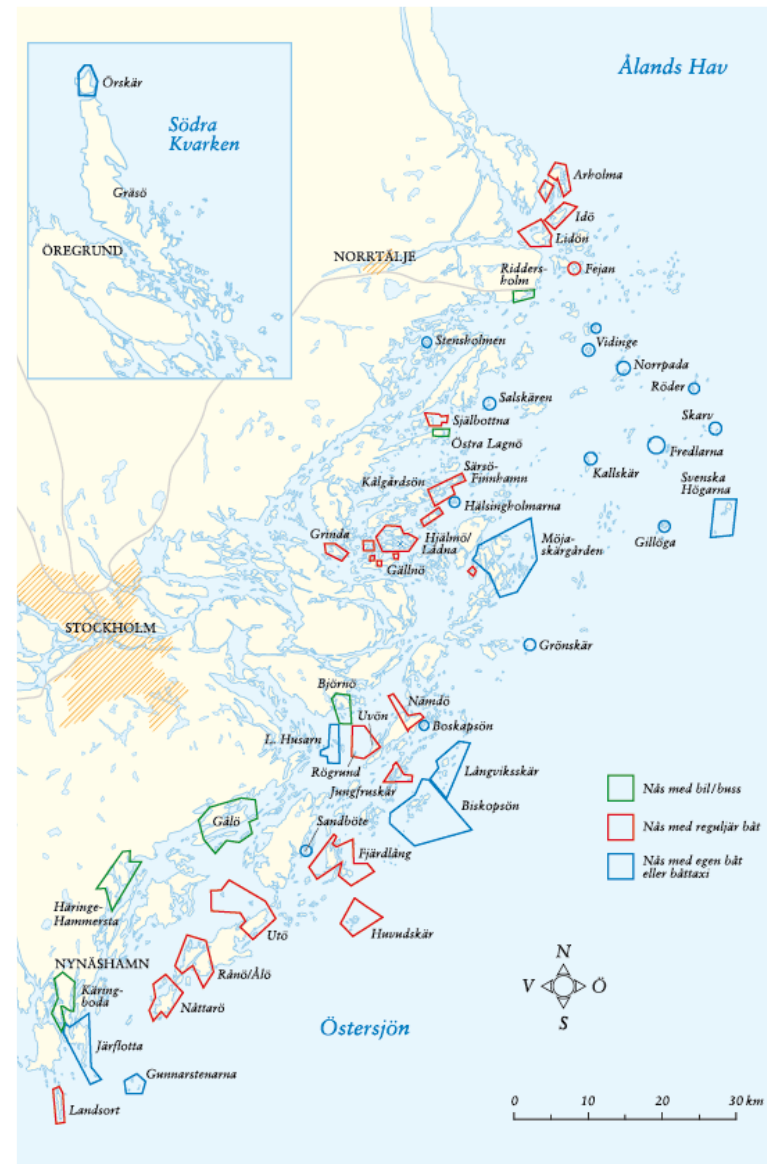 Ålands Hav
Örskär
Södra
Kvarken
Gräsö
ÖREGRUND
Arholma
Idö
Lidön
NORRTÄLJE
Fejan
Ridders-
holm
Vidinge
Stensholmen
Norrpada
Röder
Salskären
Skarv
Själbottna
Östra Lagnö
Fredlarna
Kallskär
Särsö-
Finnhamn
Kålgårdsön
Svenska
Högarna
Hälsingholmarna
Grinda
Hjälmö/
Lådna
Möja-
skärgården
Gillöga
Gällnö
STOCKHOLM
Grönskär
Björnö
Nämdö
Uvön
Boskapsön
L. Husarn
Rögrund
Långviksskär
Jungfruskär
Biskopsön
Nås med bil/buss
Nås med reguljär båt
Nås med egen båt
eller båttaxi
Gålö
Sandböte
Fjärdlång
Häringe-
Hammersta
Utö
Huvudskär
NYNÄSHAMN
Rånö/Ålö
Käring-
boda
Nåttarö
N
V
Ö
S
Östersjön
Järflotta
Gunnarstenarna
Landsort
0 10 20 30 km